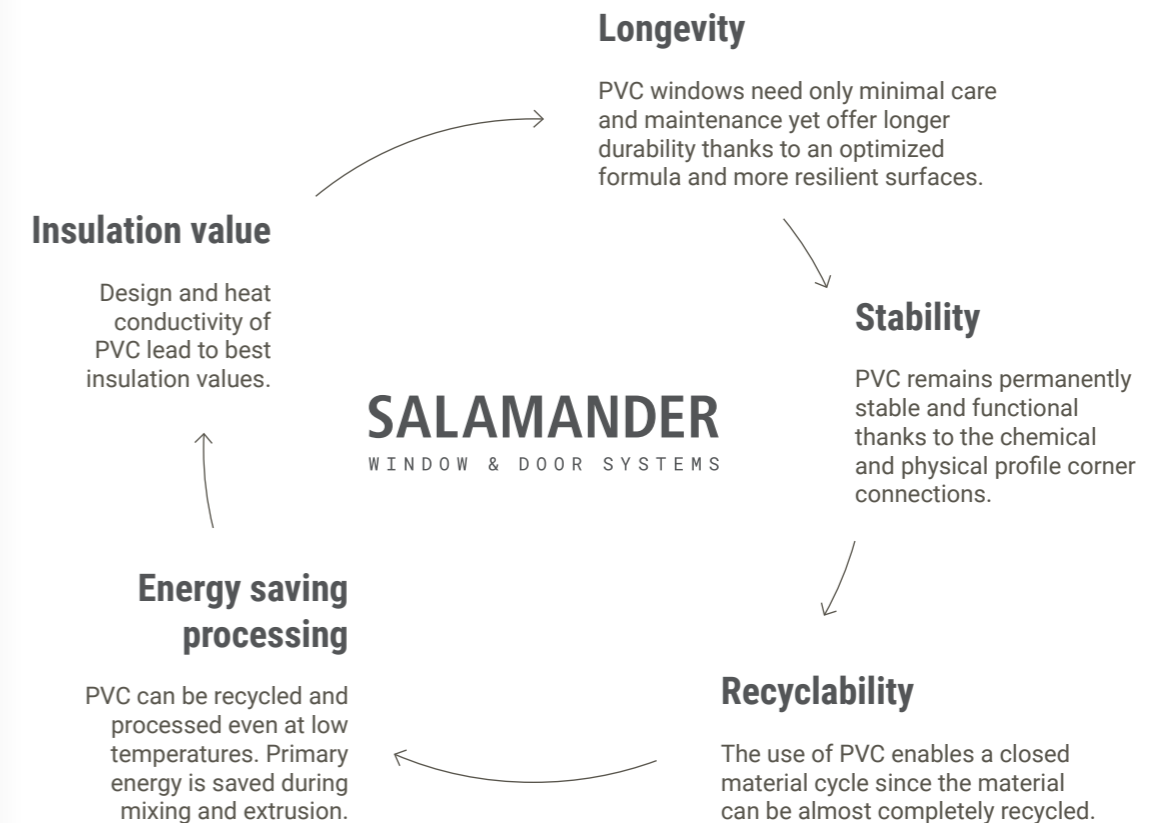 Longevity
PVC windows need only minimal care
and maintenance yet offer longer
durability thanks to an optimized
formula and more resilient surfaces.
Stability
PVC remains permanently
stable and functional
thanks to the chemical
and physical profile corner
connections.
Recyclability
The use of PVC enables a closed
material cycle since the material
can be almost completely recycled.
Energy saving
processing
PVC can be recycled and
processed even at low
temperatures. Primary
energy is saved during
mixing and extrusion.
Insulation value
Design and heat
conductivity of
PVC lead to best
insulation values.
SALAMANDER
WINDOW & DOOR SYSTEMS